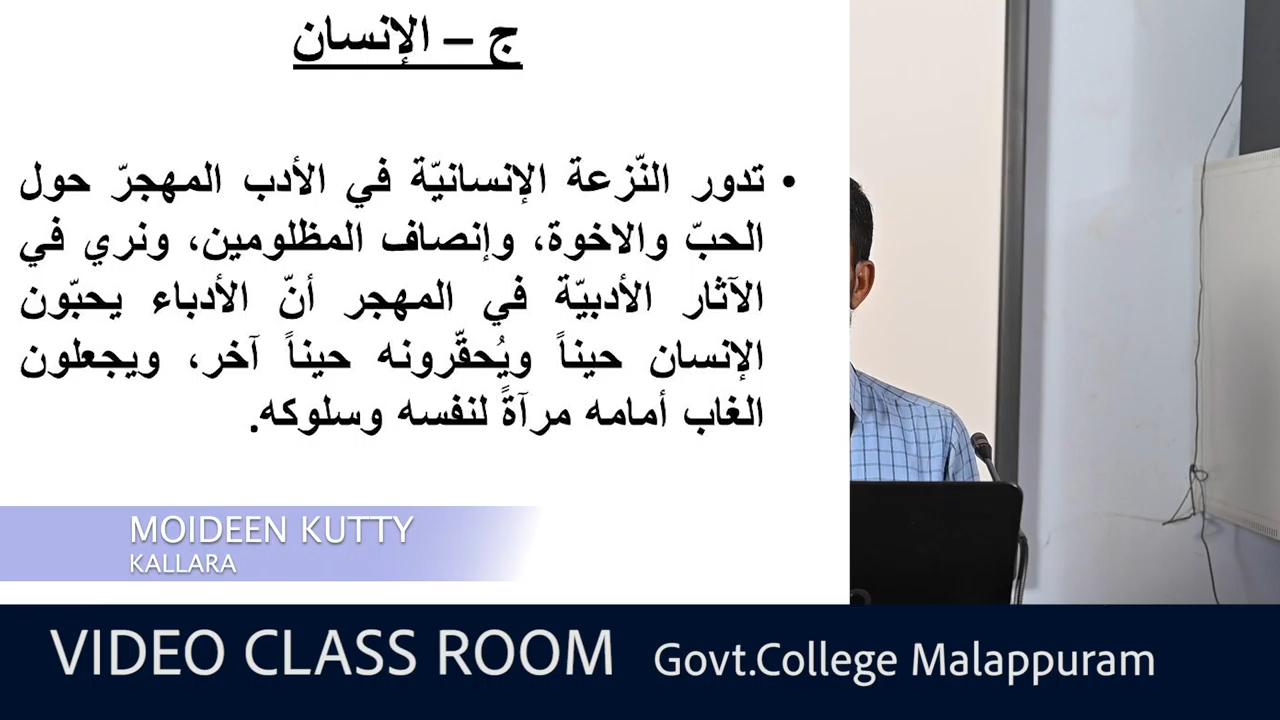 ج – الإنسان
• تدور النّزعة الإنسانيّة في الأدب المهجرّ حول
الحبّ والاخوة، وإنصاف المظلومين، ونري في
الآثار الأدبيّة في المهجر أنّ الأدباء يحبّون
الإنسان حيناً ويُحقّرونه حيناً آخر، ويجعلون
الغاب أمامه مرآةً لنفسه وسلوكه.
MOIDEEN KUTTY
KALLARA
VIDEO CLASS ROOM Govt.College Malappuram